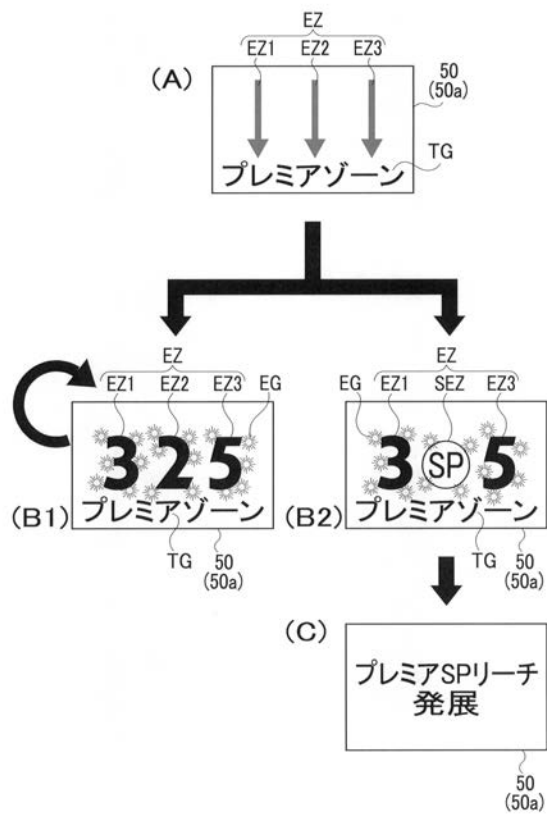 EZ
EZ1 EZ2 EZ3
(A)
50
(50a)
TG
プレミアゾーン
EZ
EZ1 EZ2 EZ3 EG
325
プレミアゾーン
(B1)
TG
50
(50a)
EZ
EG EZ1 SEZ EZ3
3 SP 5
プレミアゾーン
(B2)
TG
50
(50a)
(C)
プレミアSPリーチ
発展
50
(50a)